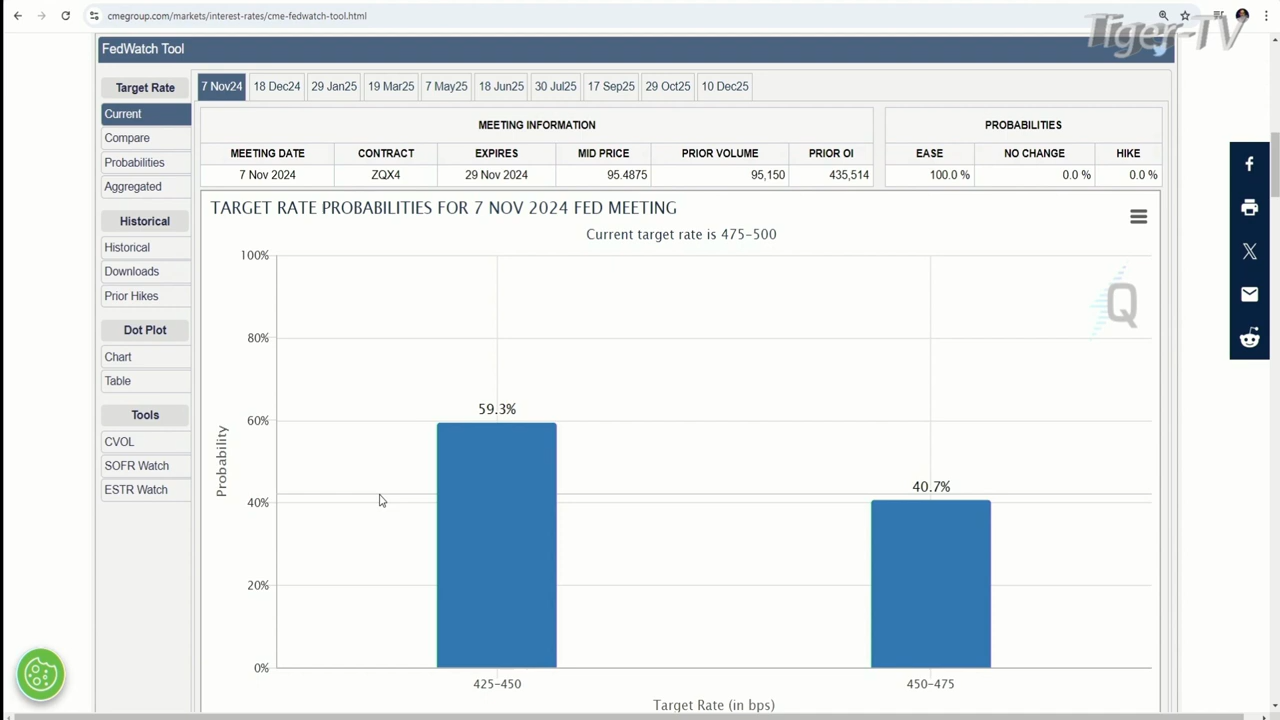 cmegroup.com/markets/interest-rates/cme-fedwatch-tool.html
Tiger-TV
FedWatch Tool
Target Rate
Current
Compare
Probabilities
Aggregated
Historical
Historical
Downloads
Prior Hikes
Dot Plot
Chart
Table
Tools
CVOL
SOFR Watch
ESTR Watch
7 Nov24 18 Dec24 29 Jan25 19 Mar25 7 May25 18 Jun25 30 Jul25 17 Sep25 29 Oct25 10 Dec25
MEETING INFORMATION
MEETING DATE CONTRACT EXPIRES MID PRICE PRIOR VOLUME PRIOR OI
7 Nov 2024 ZQX4 29 Nov 2024 95.4875 95,150 435,514
PROBABILITIES
EASE NO CHANGE HIKE
100.0 % 0.0 % 0.0 %
TARGET RATE PROBABILITIES FOR 7 NOV 2024 FED MEETING
Current target rate is 475-500
Q
Probability
100%
80%
60%
40%
20%
0%
59.3%
40.7%
425-450 450-475
Target Rate (in bps)